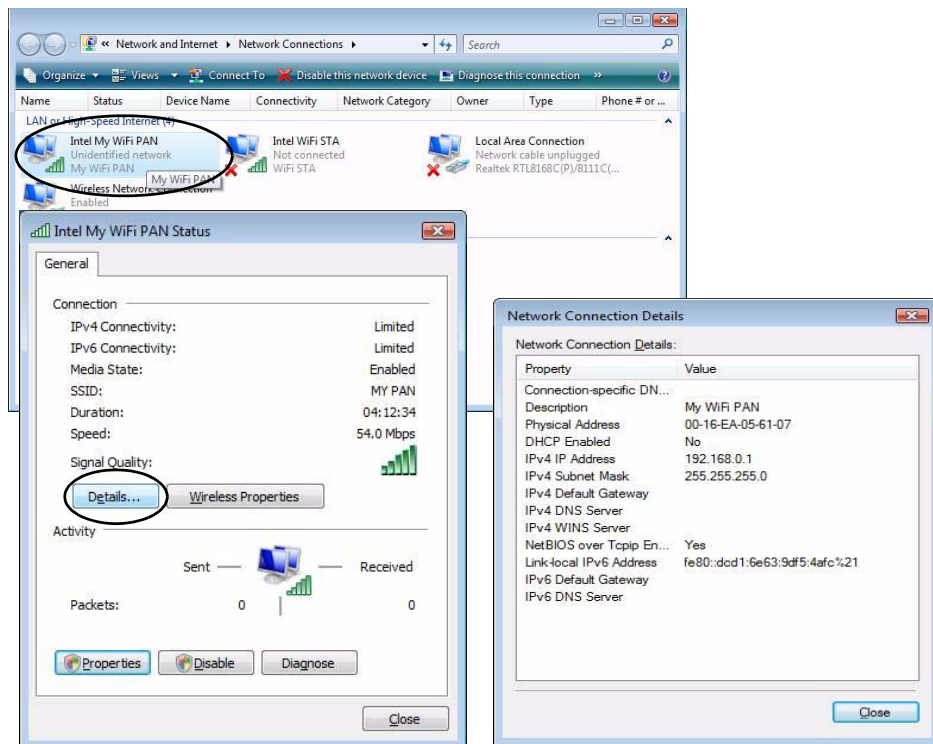 « Network and Internet ▸ Network Connections ▸ Search
Organize Views Connect To Disable this network device Diagnose this connection »
Name Status Device Name Connectivity Network Category Owner Type Phone # or ...
LAN or High-Speed Internet (4)
Intel My WiFi PAN
Unidentified network
My WiFi PAN
My WiFi PAN
Intel WiFi STA
Not connected
WiFi STA
Local Area Connection
Network cable unplugged
Realtek RTL8168C(P)/8111C(...
Wireless Network Connection
Enabled
Intel My WiFi PAN Status
General
Connection
IPv4 Connectivity: Limited
IPv6 Connectivity: Limited
Media State: Enabled
SSID: MY PAN
Duration: 04:12:34
Speed: 54.0 Mbps
Signal Quality:
Details... Wireless Properties
Activity
Sent — — Received
Packets: 0 | 0
Properties Disable Diagnose
Close
Network Connection Details
Network Connection Details:
Property Value
Connection-specific DN...
Description My WiFi PAN
Physical Address 00-16-EA-05-61-07
DHCP Enabled No
IPv4 IP Address 192.168.0.1
IPv4 Subnet Mask 255.255.255.0
IPv4 Default Gateway
IPv4 DNS Server
IPv4 WINS Server
NetBIOS over Tcpip En... Yes
Link-local IPv6 Address fe80::dcd1:6e63:9df5:4afc%21
IPv6 Default Gateway
IPv6 DNS Server
Close